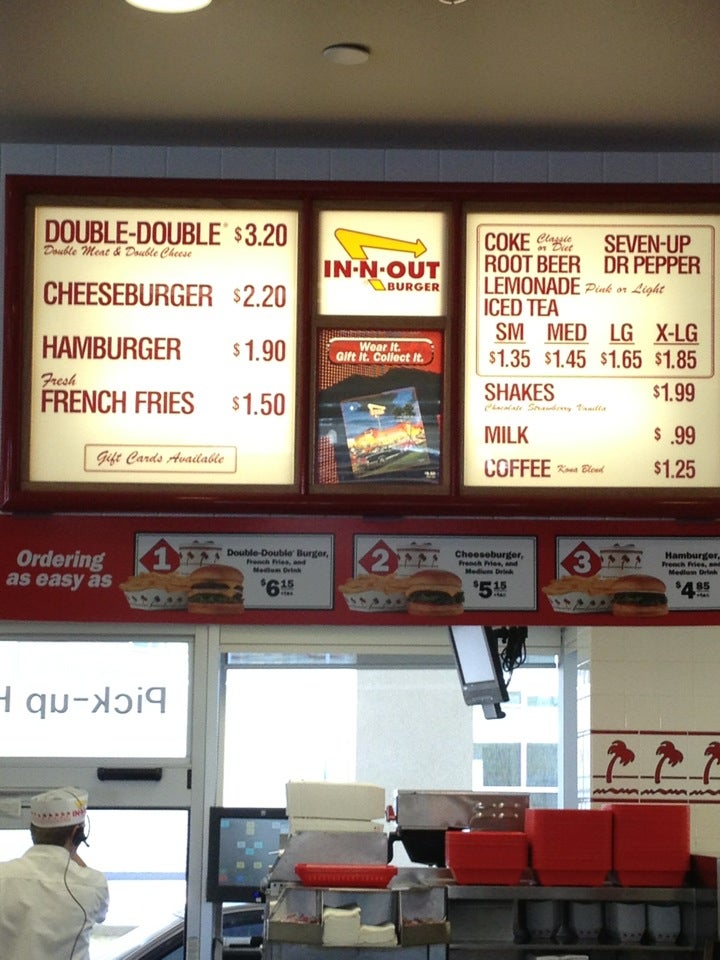 DOUBLE-DOUBLE® $3.20
Double Meat & Double Cheese
CHEESEBURGER $2.20
HAMBURGER $1.90
Fresh
FRENCH FRIES $1.50
Gift Cards Available
IN-N-OUT
BURGER
Wear It.
Gift It. Collect It.
COKE Classic or Diet SEVEN-UP
ROOT BEER DR PEPPER
LEMONADE Pink or Light
ICED TEA
SM MED LG X-LG
$1.35 $1.45 $1.65 $1.85
SHAKES $1.99
Chocolate Strawberry Vanilla
MILK $ .99
COFFEE Kona Blend $1.25
Ordering
as easy as
1
Double-Double® Burger,
French Fries, and
Medium Drink
$6.15
+tax
2
Cheeseburger,
French Fries, and
Medium Drink
$5.15
+tax
3
Hamburger,
French Fries, and
Medium Drink
$4.85
+tax
Pick-up H